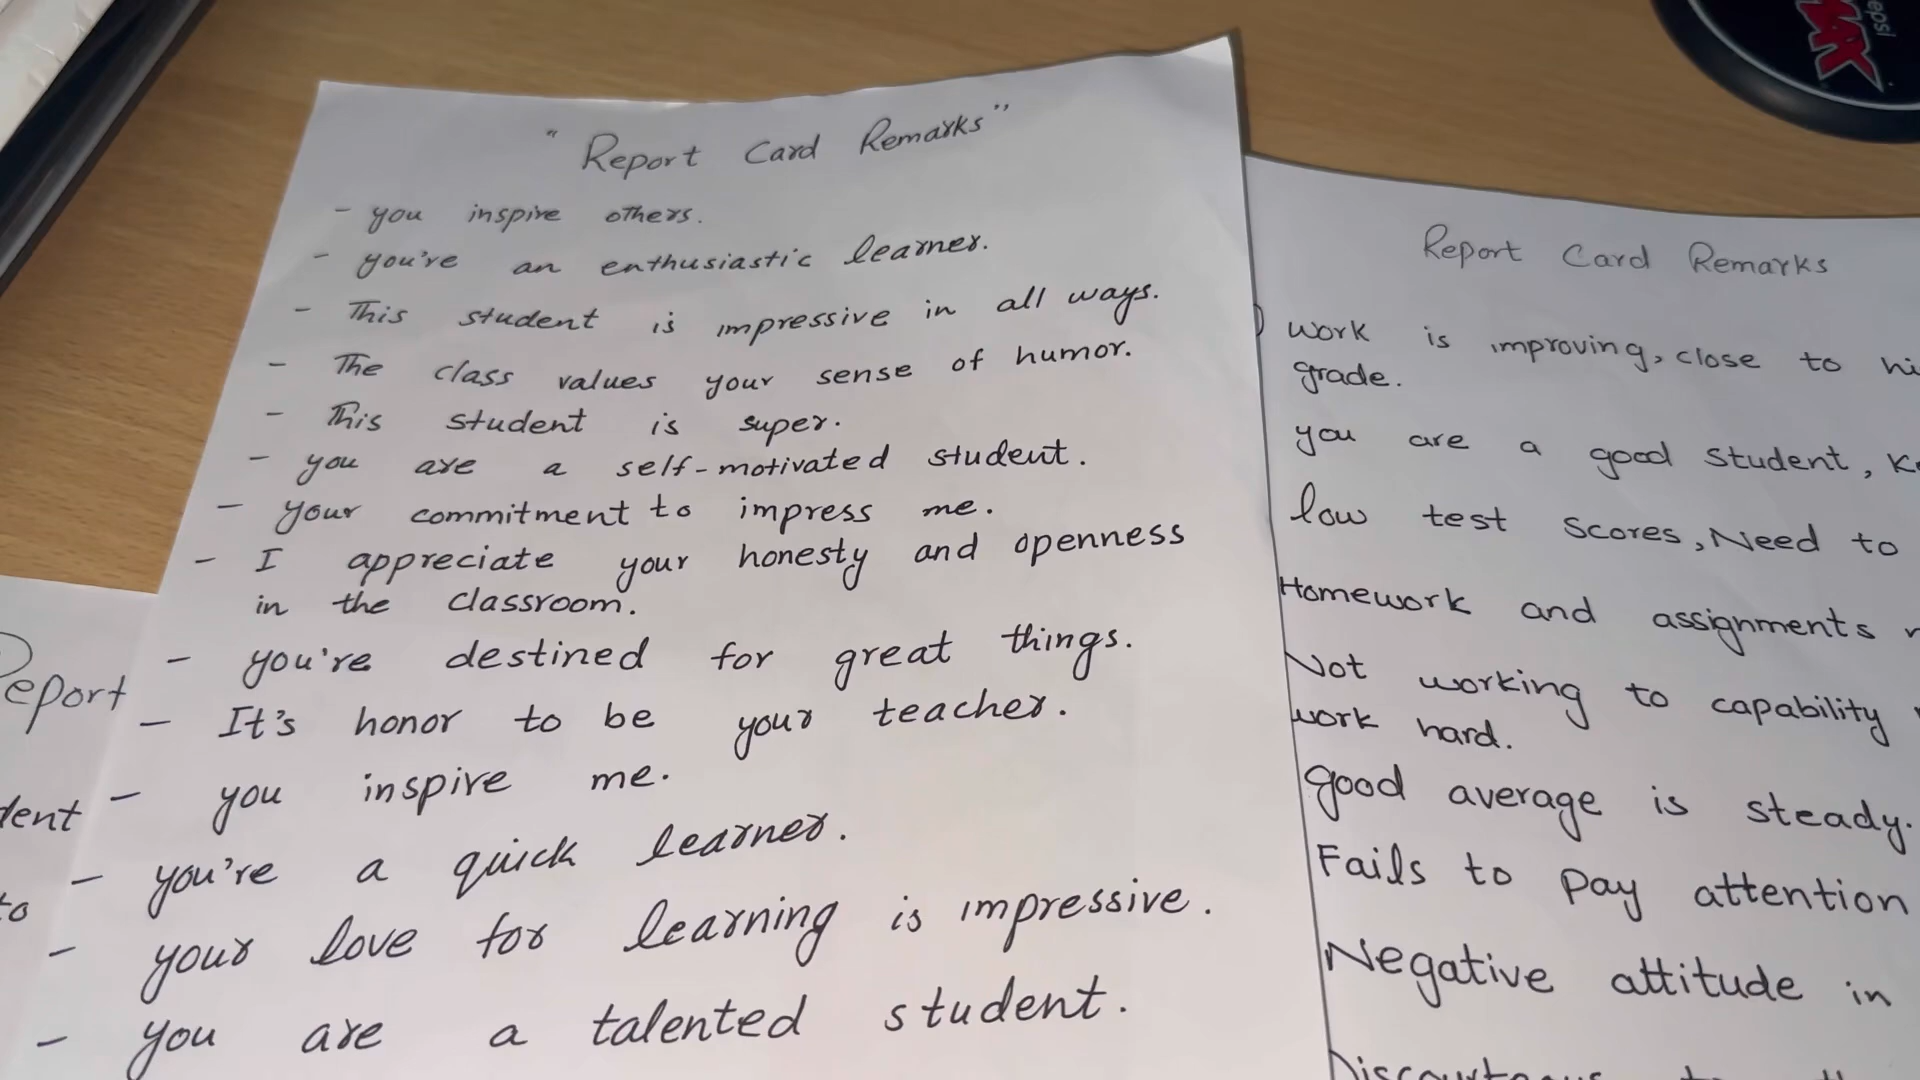 " Report Card Remarks "
- you inspire others.
- you're an enthusiastic learner.
- This student is impressive in all ways.
- The class values your sense of humor.
- This student is super.
- you are a self-motivated student.
- your commitment to impress me.
- I appreciate your honesty and openness
in the classroom.
- you're destined for great things.
- It's honor to be your teacher.
- you inspire me.
- you're a quick learner.
- your love for learning is impressive.
- you are a talented student.
Report Card Remarks
work is improving, close to
grade.
you are a good student,
low test scores, Need to
Homework and assignments
Not working to capability
work hard.
good average is steady.
Fails to pay attention
Negative attitude in
Report